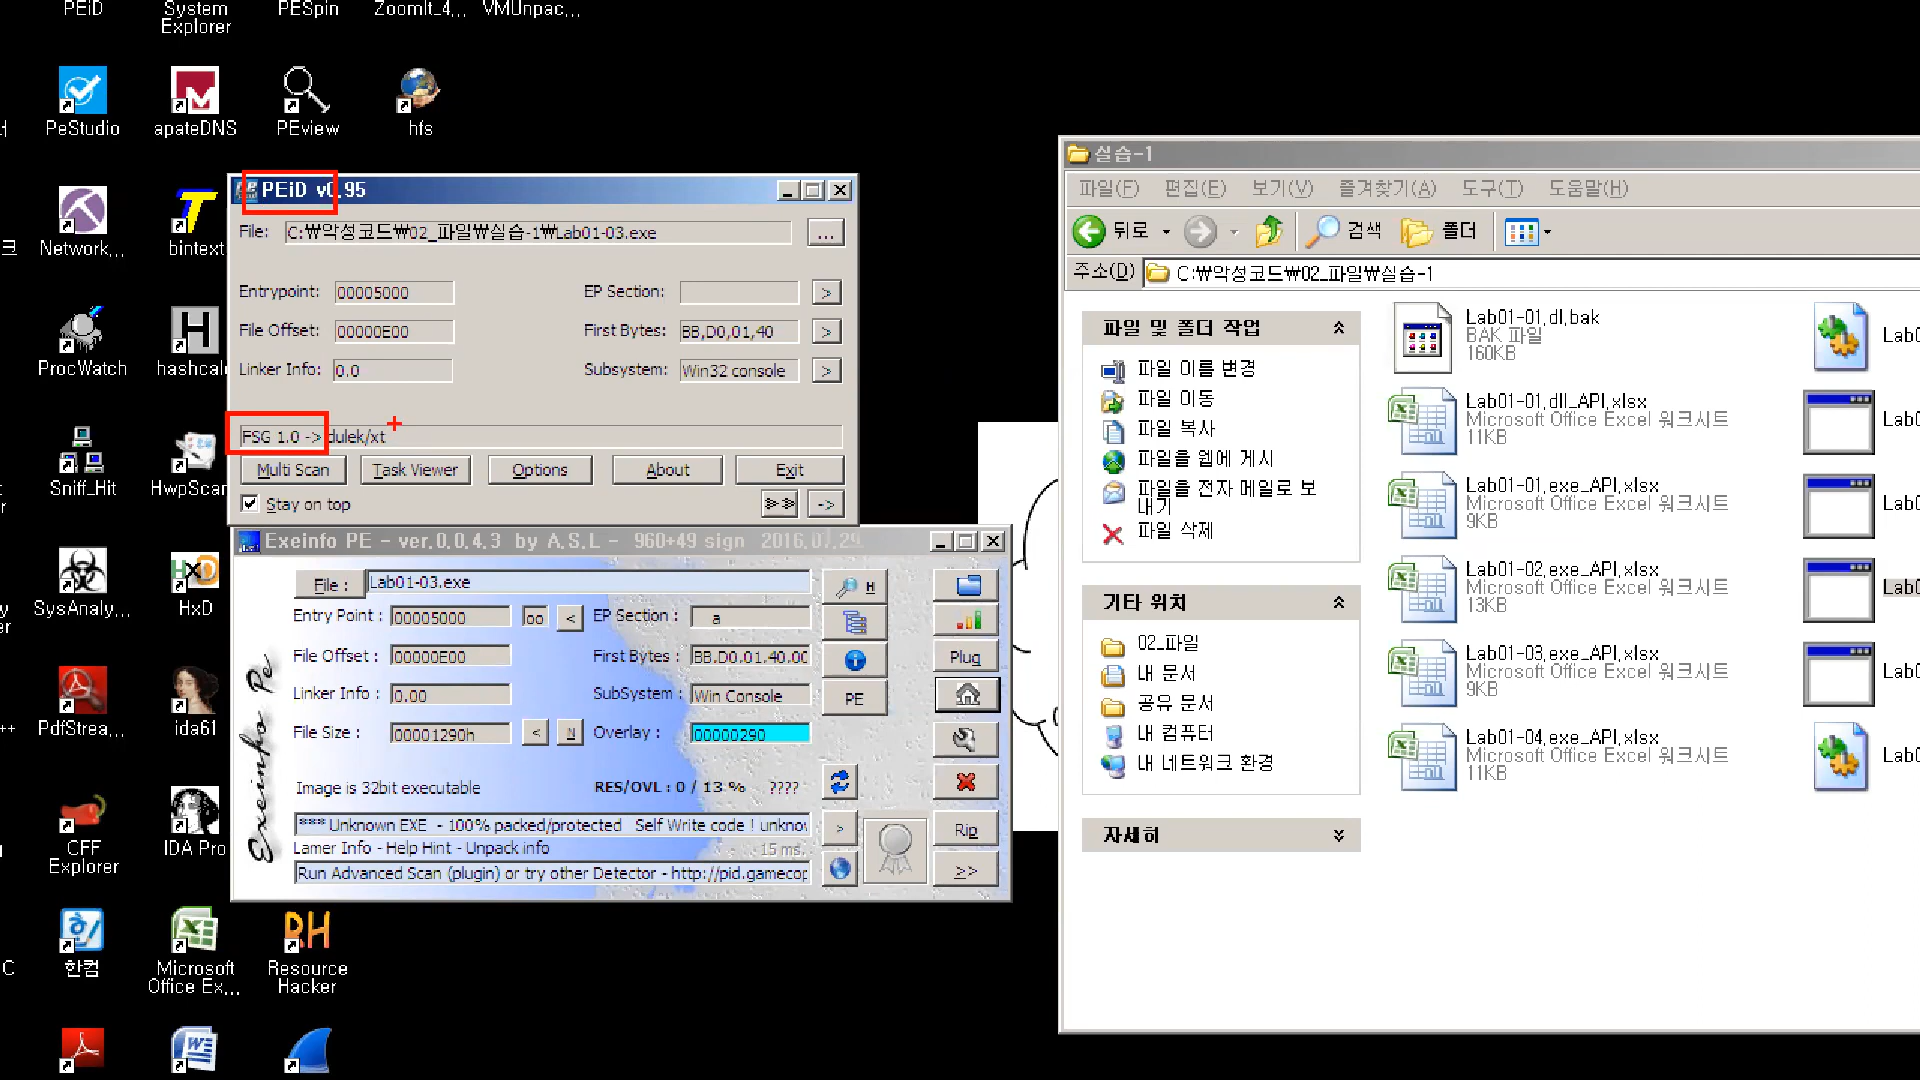 PEiD
System
Explorer
PESpin
ZoomIt_4,,,
VMUnpac,,,
PeStudio
apateDNS
PEview
hfs
Network,,,
bintext
ProcWatch
hashcal
Sniff_Hit
HwpScan
SysAnaly,,,
HxD
PdfStrea,,,
ida61
CFF
Explorer
IDA Pro
한컴
Microsoft
Office Ex,,,
Resource
Hacker
PEiD v0.95
File:
C:\악성코드\02_파일\실습-1\Lab01-03.exe
...
Entrypoint:
00005000
EP Section:
>
File Offset:
00000E00
First Bytes:
BB,D0,01,40
>
Linker Info:
0.0
Subsystem:
Win32 console
>
FSG 1.0 -> dulek/xt
Multi Scan
Task Viewer
Options
About
Exit
Stay on top
->
Exeinfo PE - ver,0,0,4,3 by A,S,L - 960+49 sign 2016,07,29
File :
Lab01-03.exe
H
Entry Point :
00005000
oo
<
EP Section :
a
File Offset :
00000E00
First Bytes :
BB.D0.01.40.00
Plug
Linker Info :
0.00
SubSystem :
Win Console
PE
File Size :
00001290h
<
N
Overlay :
00000290
Image is 32bit executable
RES/OVL : 0 / 13 %
????
*** Unknown EXE - 100% packed/protected Self Write code ! unknow
>
Rip
Lamer Info - Help Hint - Unpack info
15 ms.
Run Advanced Scan (plugin) or try other Detector - http://pid.gamecop
>>
Exeinfo Pe
실습-1
파일(F)
편집(E)
보기(V)
즐겨찾기(A)
도구(T)
도움말(H)
뒤로
검색
폴더
주소(D)
C:\악성코드\02_파일\실습-1
파일 및 폴더 작업
파일 이름 변경
파일 이동
파일 복사
파일을 웹에 게시
파일을 전자 메일로 보
내기
파일 삭제
기타 위치
02_파일
내 문서
공유 문서
내 컴퓨터
내 네트워크 환경
자세히
Lab01-01,dl,bak
BAK 파일
160KB
Lab0
Lab01-01,dll_API,xlsx
Microsoft Office Excel 워크시트
11KB
Lab0
Lab01-01,exe_API,xlsx
Microsoft Office Excel 워크시트
9KB
Lab0
Lab01-02,exe_API,xlsx
Microsoft Office Excel 워크시트
13KB
Lab0
Lab01-03,exe_API,xlsx
Microsoft Office Excel 워크시트
9KB
Lab0
Lab01-04,exe_API,xlsx
Microsoft Office Excel 워크시트
11KB
Lab0